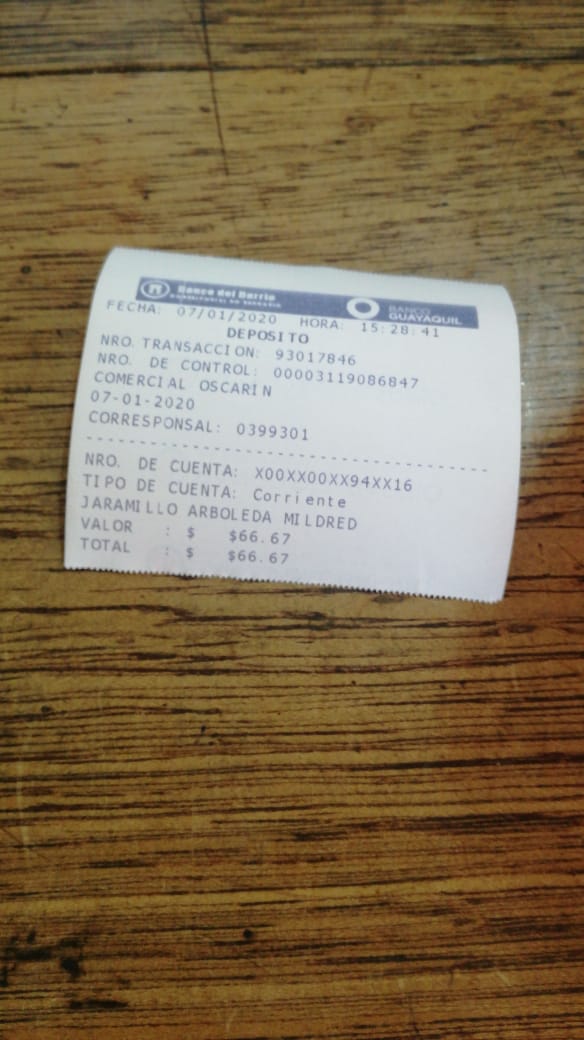 Banco del Barrio
BANCO
GUAYAQUIL
FECHA: 07/01/2020 HORA: 15:28:41
DEPOSITO
NRO. TRANSACCION: 93017846
NRO. DE CONTROL: 00003119086847
COMERCIAL OSCARIN
07-01-2020
CORRESPONSAL: 0399301
--------------------------------------
NRO. DE CUENTA: X00XX00XX94XX16
TIPO DE CUENTA: Corriente
JARAMILLO ARBOLEDA MILDRED
VALOR : $ $66.67
TOTAL : $ $66.67